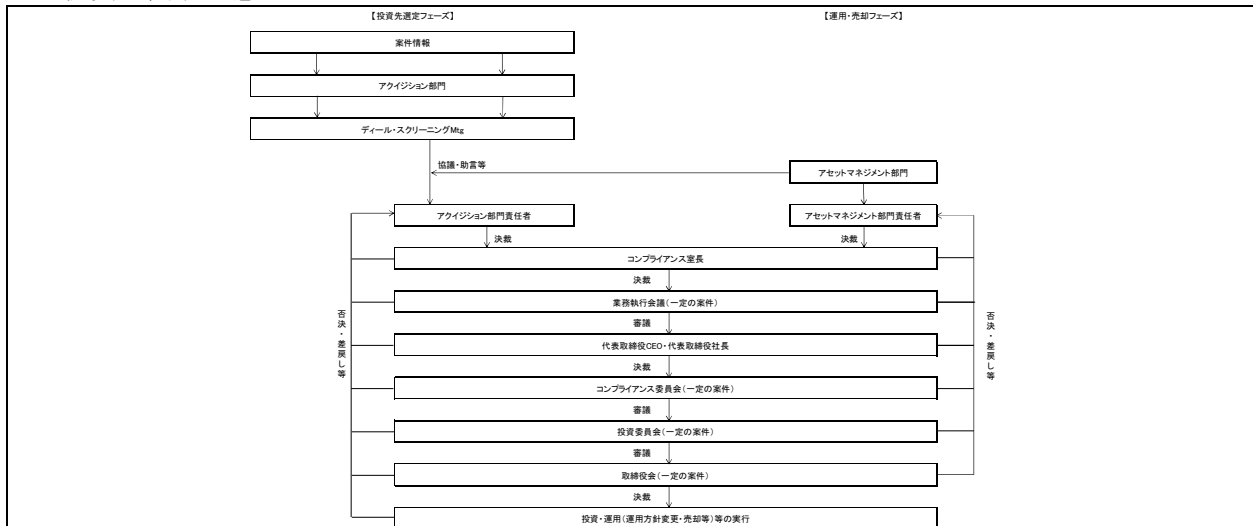 【投資先選定フェーズ】
【運用・売却フェーズ】
案件情報
アクイジション部門
ディール・スクリーニングMtg
協議・助言等
アセットマネジメント部門
アクイジション部門責任者
アセットマネジメント部門責任者
決裁
決裁
コンプライアンス室長
決裁
業務執行会議(一定の案件)
審議
代表取締役CEO・代表取締役社長
決裁
コンプライアンス委員会(一定の案件)
審議
投資委員会(一定の案件)
審議
取締役会(一定の案件)
決裁
投資・運用(運用方針変更・売却等)等の実行
否決・差戻し等
否決・差戻し等